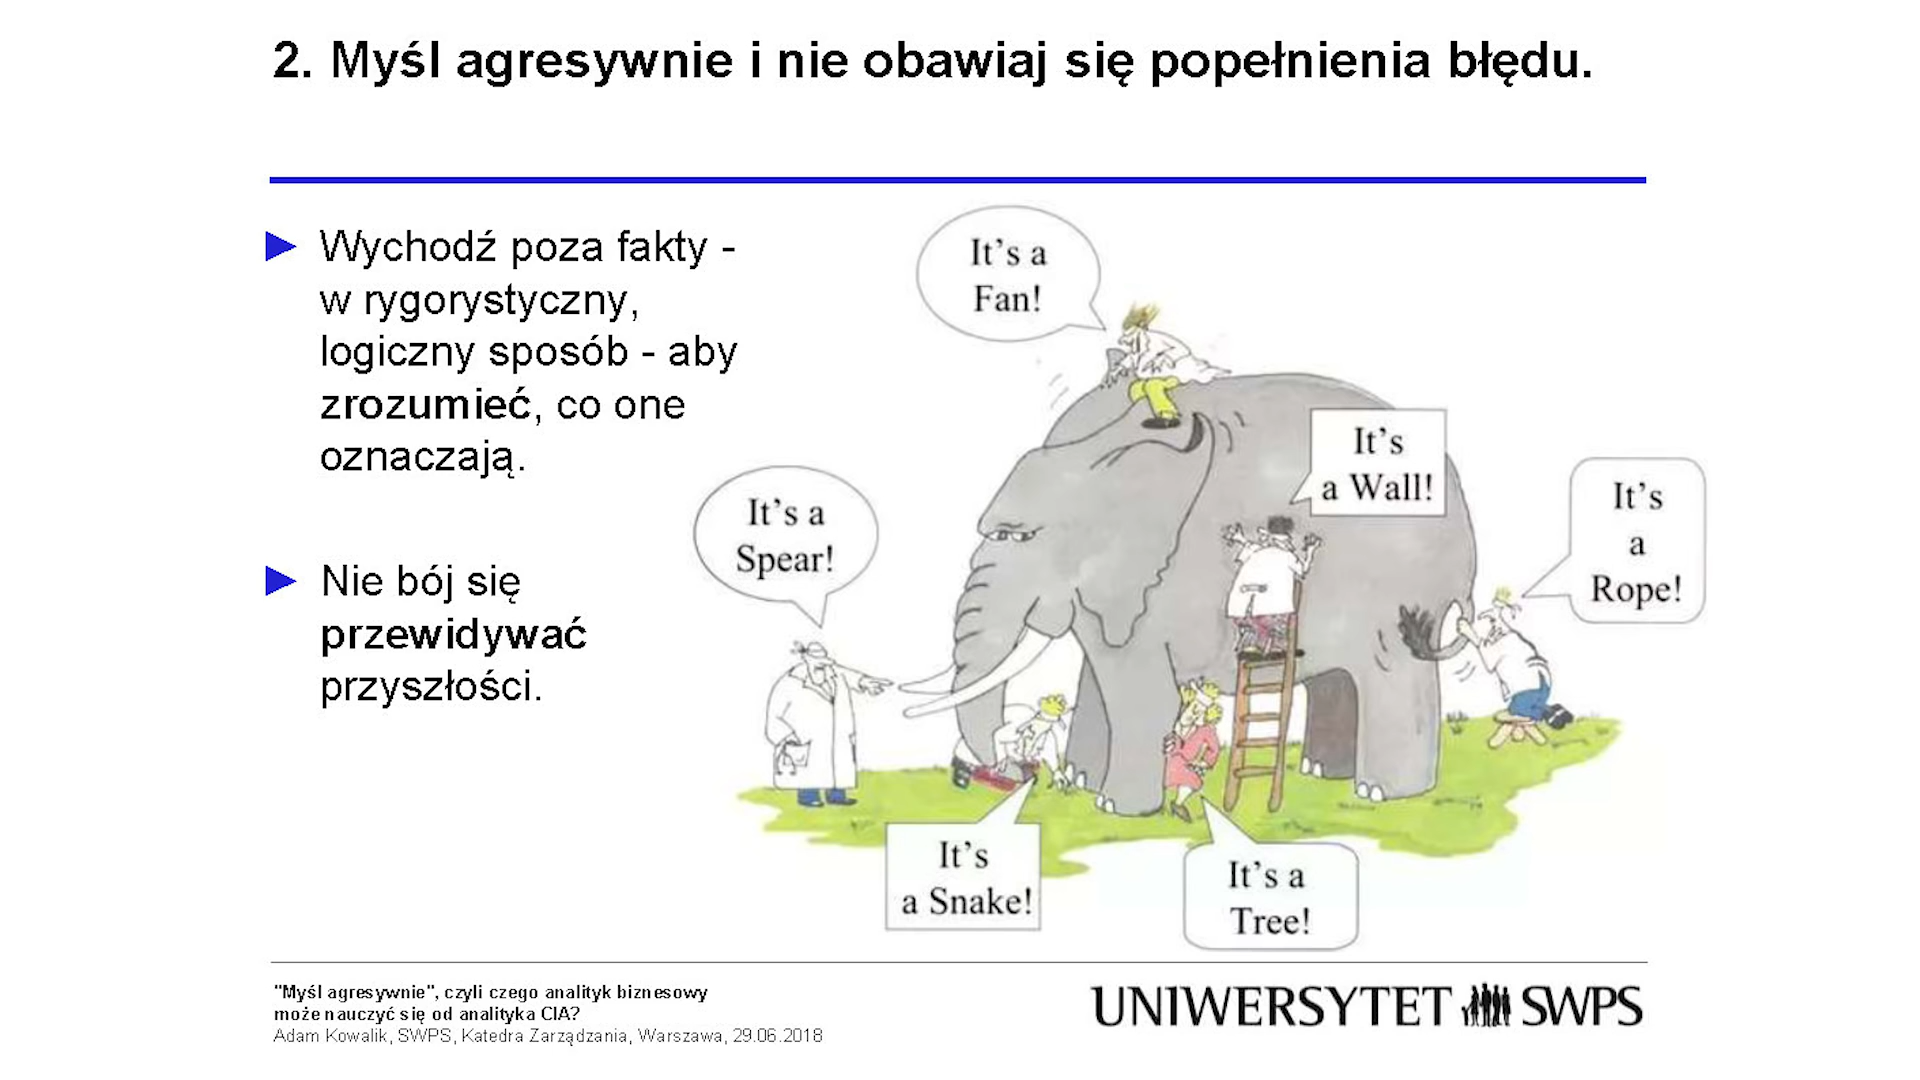 2. Myśl agresywnie i nie obawiaj się popełnienia błędu.
► Wychodź poza fakty -
w rygorystyczny,
logiczny sposób - aby
zrozumieć, co one
oznaczają.
► Nie bój się
przewidywać
przyszłości.
It's a
Fan!
It's
a Wall!
It's
a
Rope!
It's a
Spear!
It's
a Snake!
It's a
Tree!
"Myśl agresywnie", czyli czego analityk biznesowy
może nauczyć się od analityka CIA?
Adam Kowalik, SWPS, Katedra Zarządzania, Warszawa, 29.06.2018
UNIWERSYTET SWPS